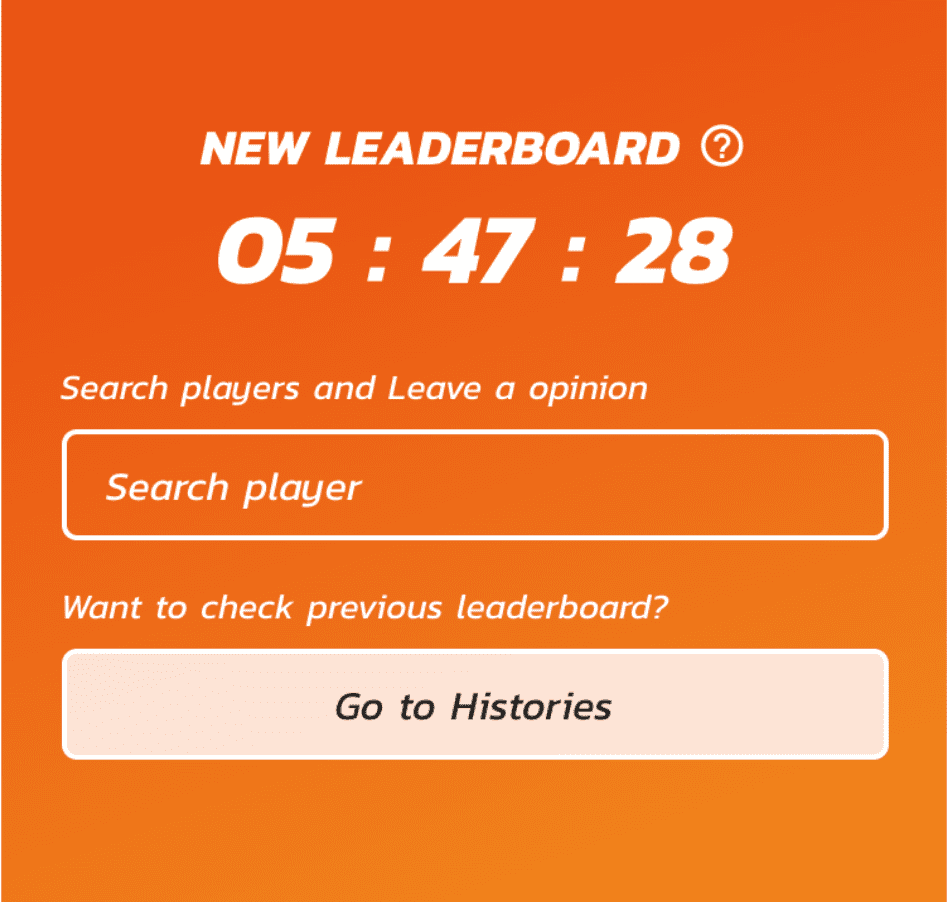 NEW LEADERBOARD ?
05 : 47 : 28
Search players and Leave a opinion
Search player
Want to check previous leaderboard?
Go to Histories